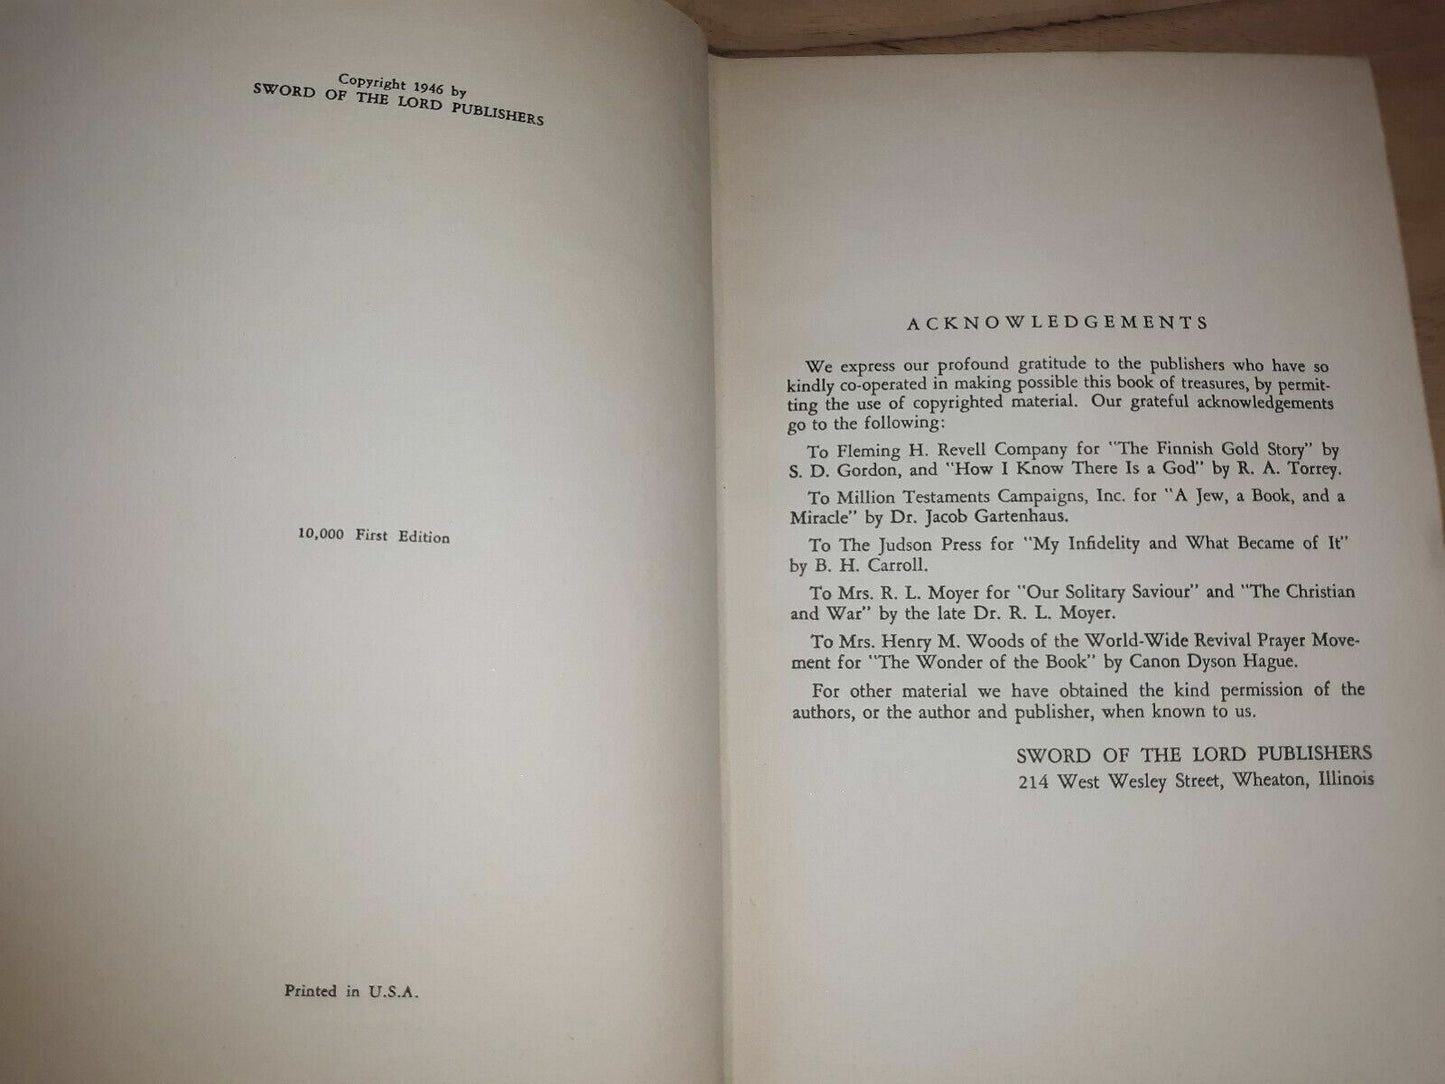 Copyright 1946 by
SWORD OF THE LORD PUBLISHERS
10,000 First Edition
Printed in U.S.A.
ACKNOWLEDGEMENTS
We express our profound gratitude to the publishers who have so
kindly co-operated in making possible this book of treasures, by permit-
ting the use of copyrighted material. Our grateful acknowledgements
go to the following:
To Fleming H. Revell Company for "The Finnish Gold Story" by
S. D. Gordon, and "How I Know There Is a God" by R. A. Torrey.
To Million Testaments Campaigns, Inc. for "A Jew, a Book, and a
Miracle" by Dr. Jacob Gartenhaus.
To The Judson Press for "My Infidelity and What Became of It"
by B. H. Carroll.
To Mrs. R. L. Moyer for "Our Solitary Saviour" and "The Christian
and War" by the late Dr. R. L. Moyer.
To Mrs. Henry M. Woods of the World-Wide Revival Prayer Move-
ment for "The Wonder of the Book" by Canon Dyson Hague.
For other material we have obtained the kind permission of the
authors, or the author and publisher, when known to us.
SWORD OF THE LORD PUBLISHERS
214 West Wesley Street, Wheaton, Illinois